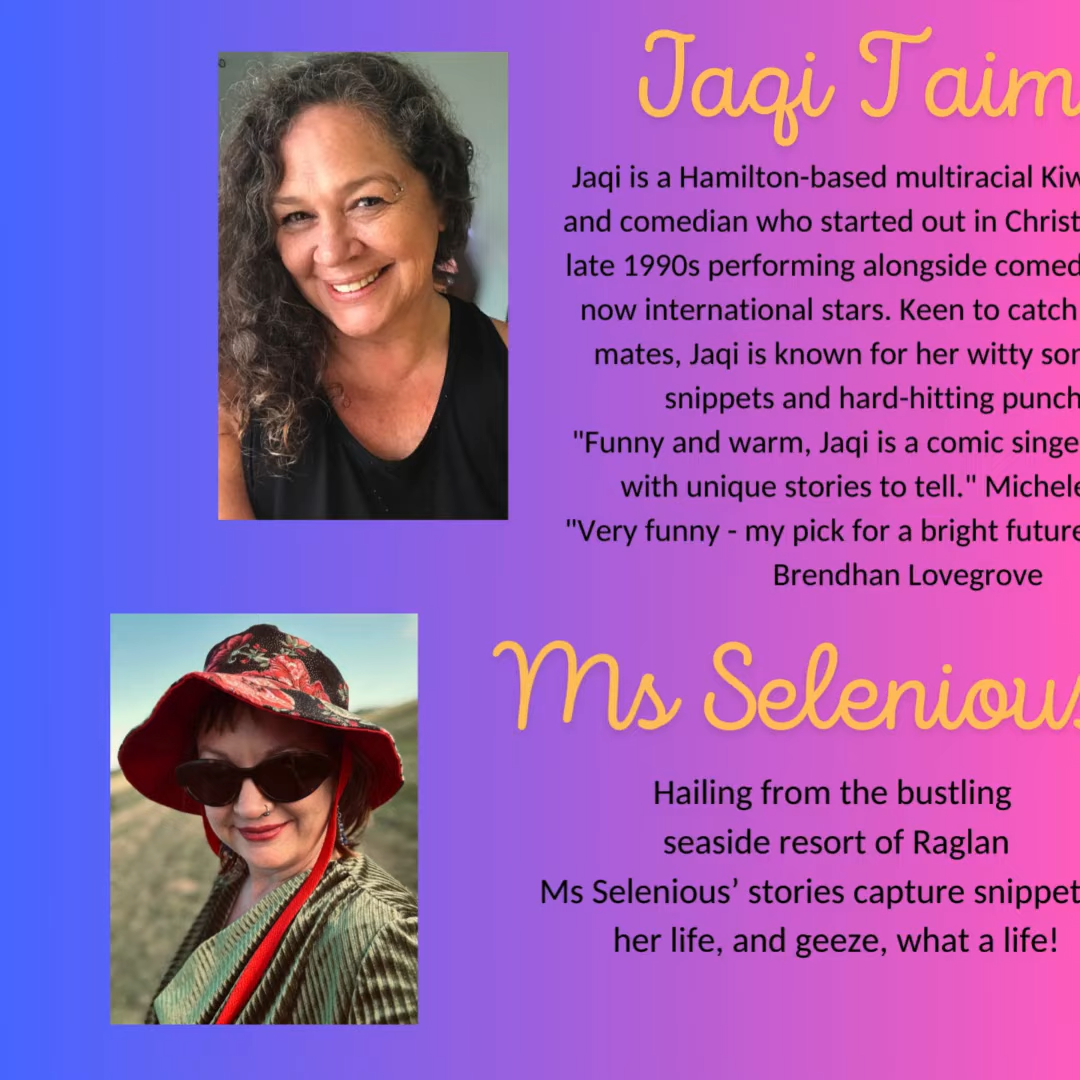 Jaqi Taim
Jaqi is a Hamilton-based multiracial Kiw
and comedian who started out in Christ
late 1990s performing alongside comed
now international stars. Keen to catch
mates, Jaqi is known for her witty son
snippets and hard-hitting punch
"Funny and warm, Jaqi is a comic singe
with unique stories to tell." Michele
"Very funny - my pick for a bright future
Brendhan Lovegrove
Ms Selenious
Hailing from the bustling
seaside resort of Raglan
Ms Selenious’ stories capture snippet
her life, and geeze, what a life!